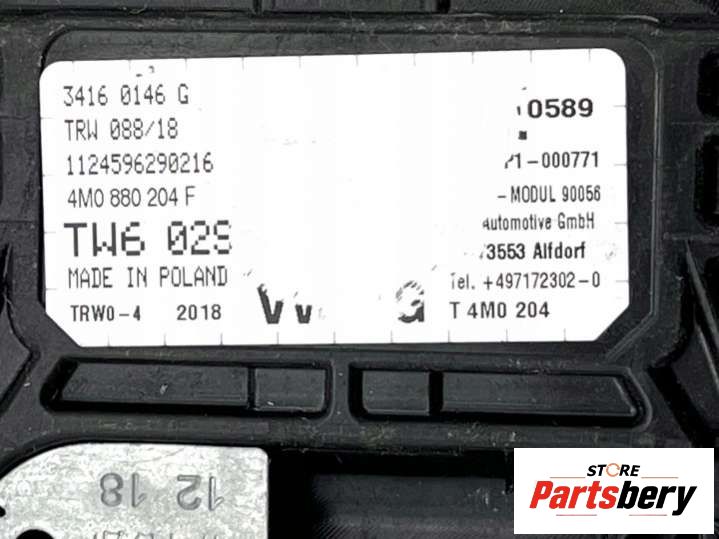 3416 0146 G
TRW 088/18
1124596290216
4M0 880 204 F
TW6 02S
MADE IN POLAND
TRW0-4 2018
0589
-000771
-MODUL 90056
Automotive GmbH
3553 Alfdorf
Tel. +497172302-0
G T 4M0 204
12 18
STORE
Partsbery